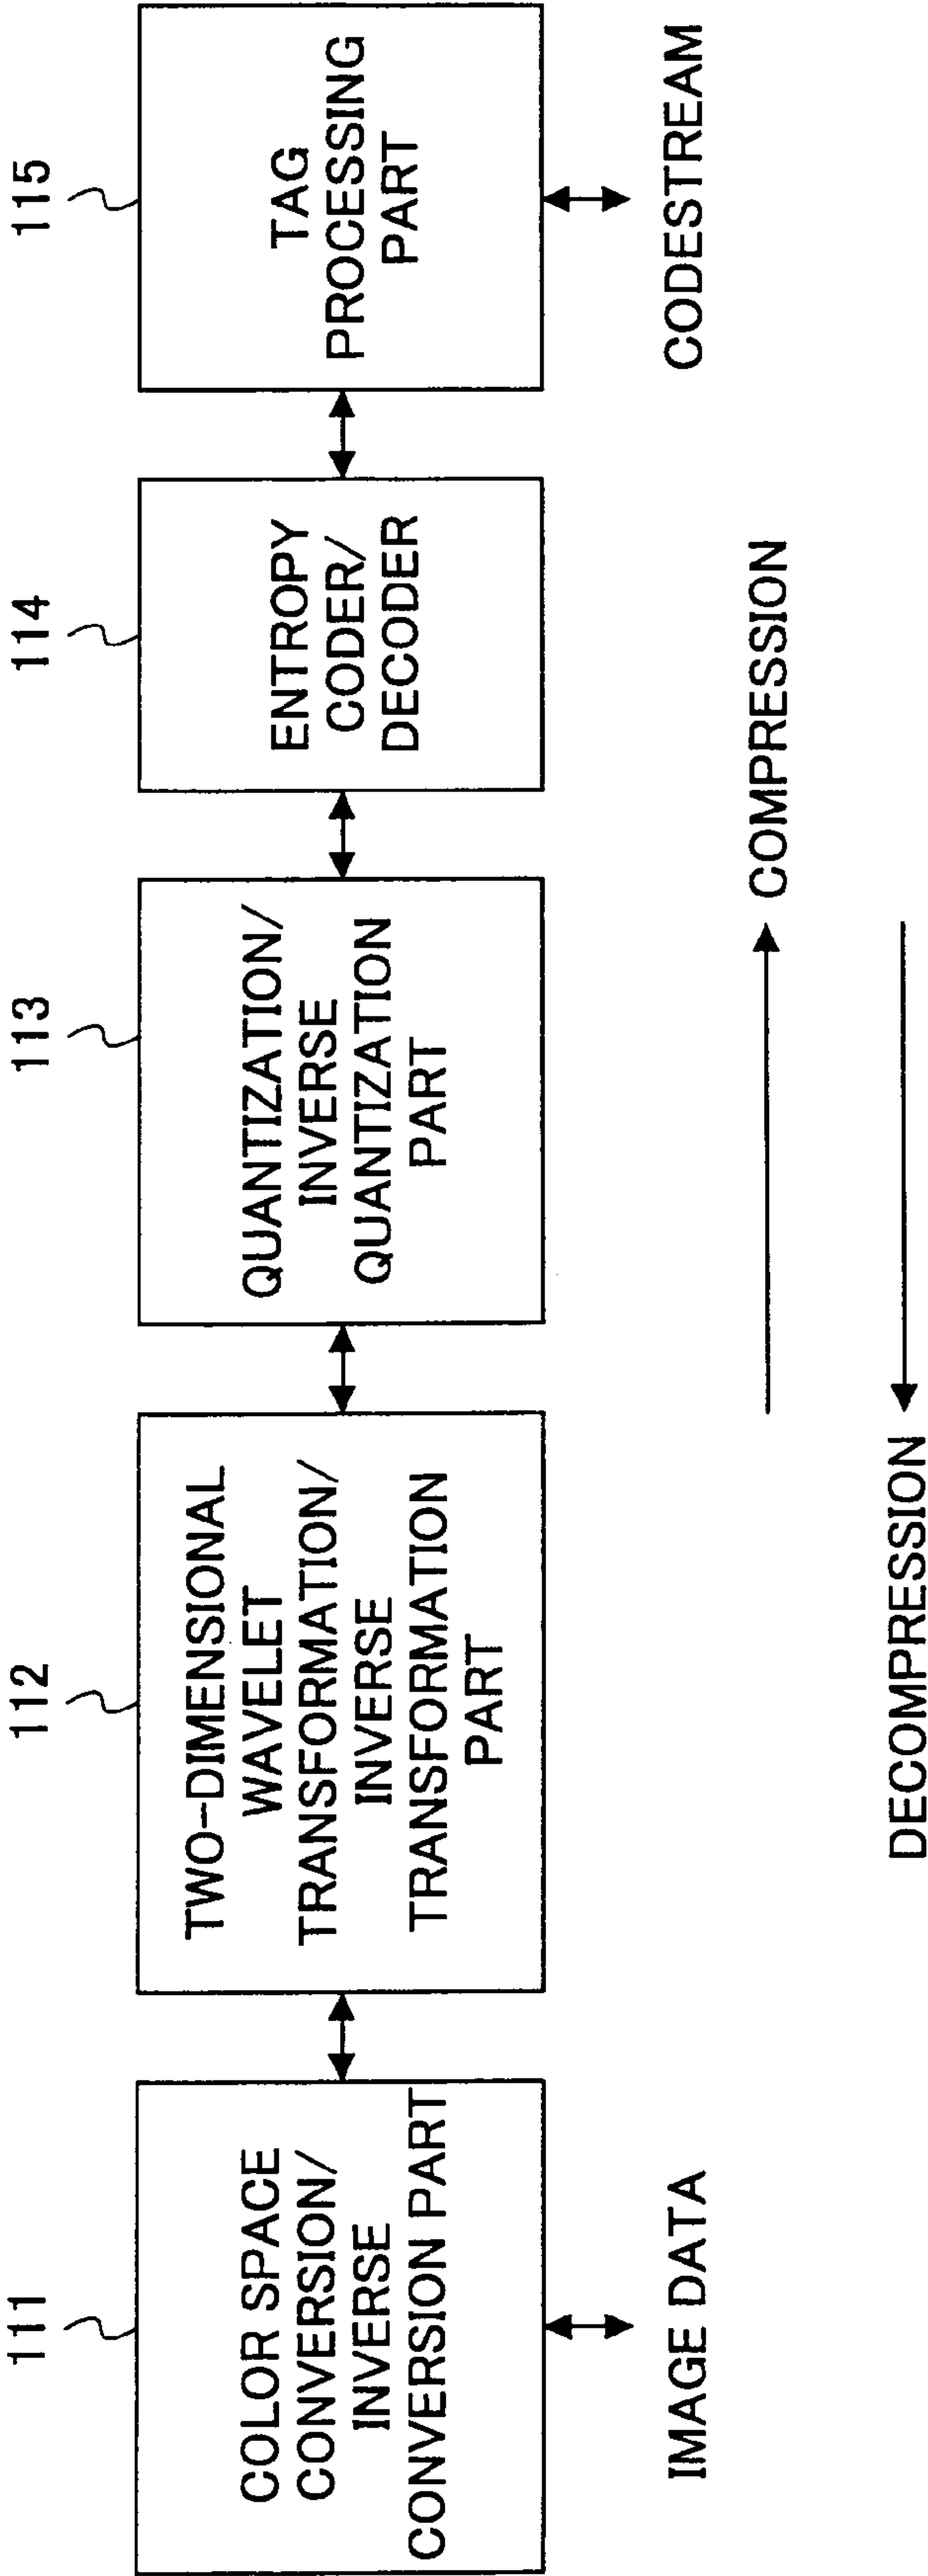 111
COLOR SPACE
CONVERSION/
INVERSE
CONVERSION PART
112
TWO-DIMENSIONAL
WAVELET
TRANSFORMATION/
INVERSE
TRANSFORMATION
PART
113
QUANTIZATION/
INVERSE
QUANTIZATION
PART
114
ENTROPY
CODER/
DECODER
115
TAG
PROCESSING
PART
IMAGE DATA
CODESTREAM
COMPRESSION
DECOMPRESSION